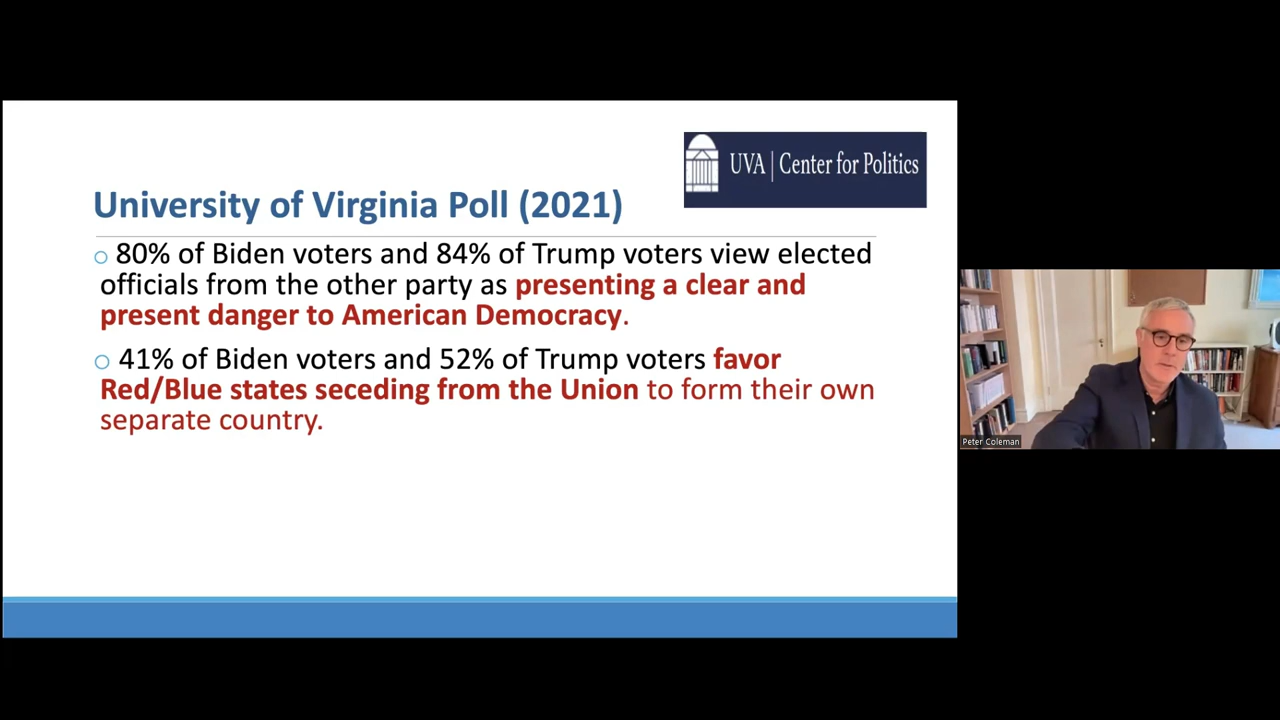 UVA | Center for Politics
University of Virginia Poll (2021)
80% of Biden voters and 84% of Trump voters view elected
officials from the other party as presenting a clear and
present danger to American Democracy.
41% of Biden voters and 52% of Trump voters favor
Red/Blue states seceding from the Union to form their own
separate country.
Peter Coleman